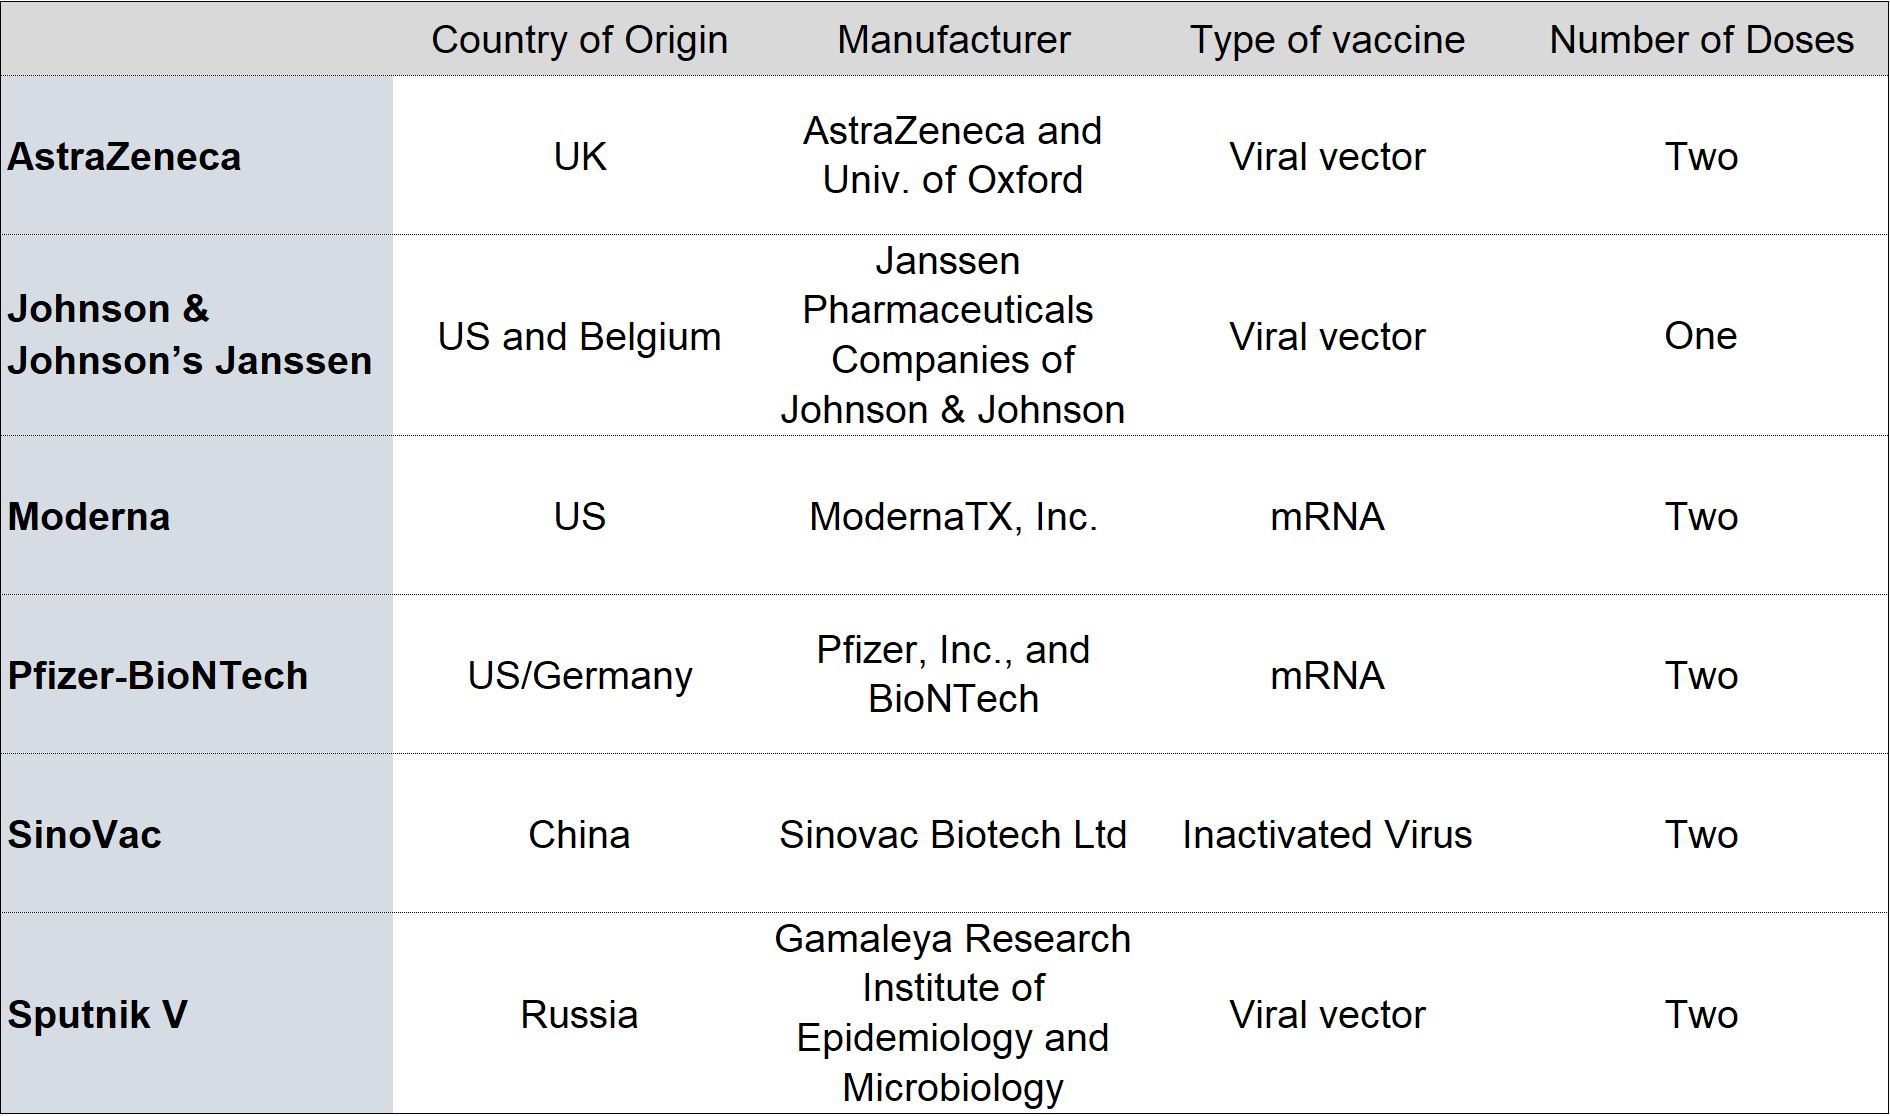 Country of Origin Manufacturer Type of vaccine Number of Doses
AstraZeneca
UK
AstraZeneca and
Univ. of Oxford
Viral vector
Two
Johnson &
Johnson’s Janssen
US and Belgium
Janssen
Pharmaceuticals
Companies of
Johnson & Johnson
Viral vector
One
Moderna
US
ModernaTX, Inc.
mRNA
Two
Pfizer-BioNTech
US/Germany
Pfizer, Inc., and
BioNTech
mRNA
Two
SinoVac
China
Sinovac Biotech Ltd
Inactivated Virus
Two
Sputnik V
Russia
Gamaleya Research
Institute of
Epidemiology and
Microbiology
Viral vector
Two